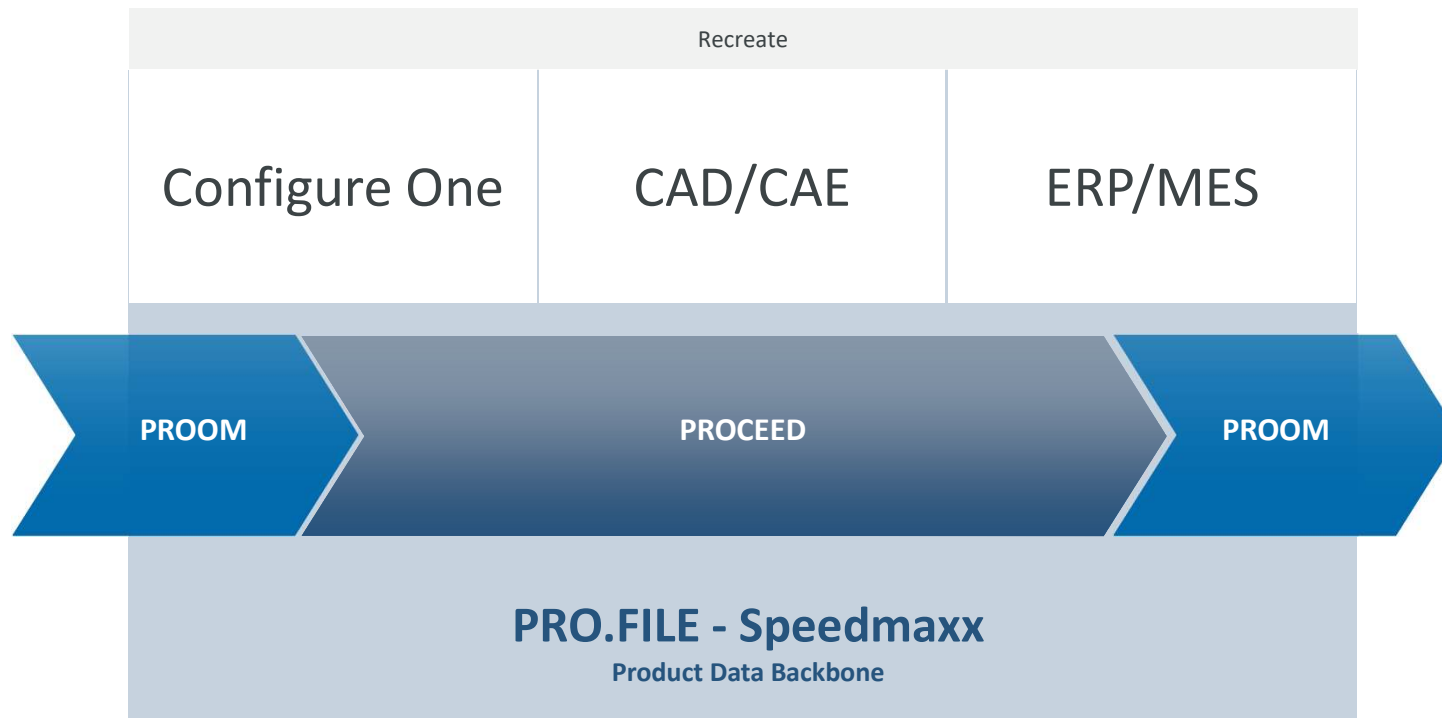 Recreate
Configure One
CAD/CAE
ERP/MES
PROOM
PROCEED
PROOM
PRO.FILE - Speedmaxx
Product Data Backbone